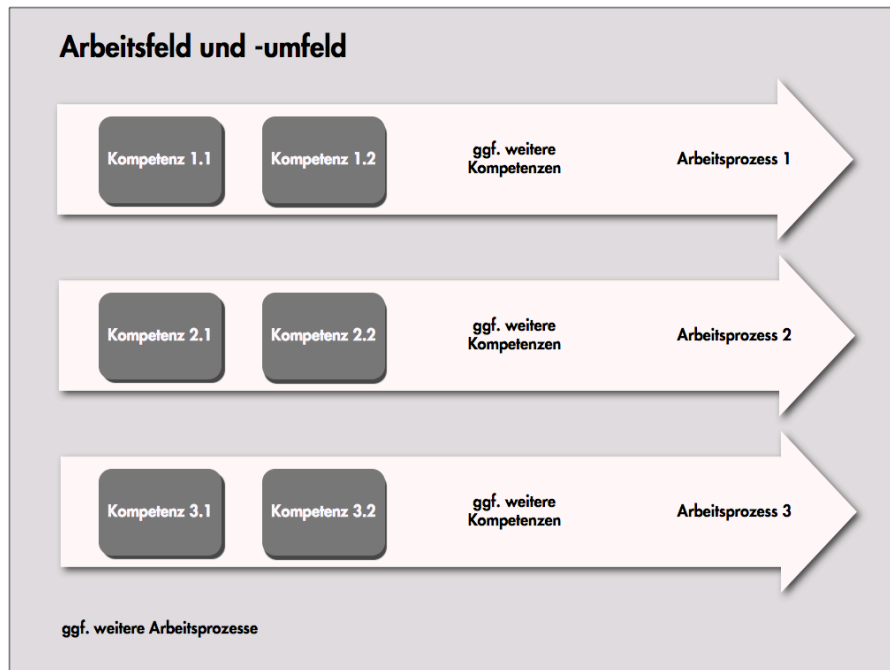 Arbeitsfeld und -umfeld
Kompetenz 1.1
Kompetenz 1.2
ggf. weitere
Kompetenzen
Arbeitsprozess 1
Kompetenz 2.1
Kompetenz 2.2
ggf. weitere
Kompetenzen
Arbeitsprozess 2
Kompetenz 3.1
Kompetenz 3.2
ggf. weitere
Kompetenzen
Arbeitsprozess 3
ggf. weitere Arbeitsprozesse